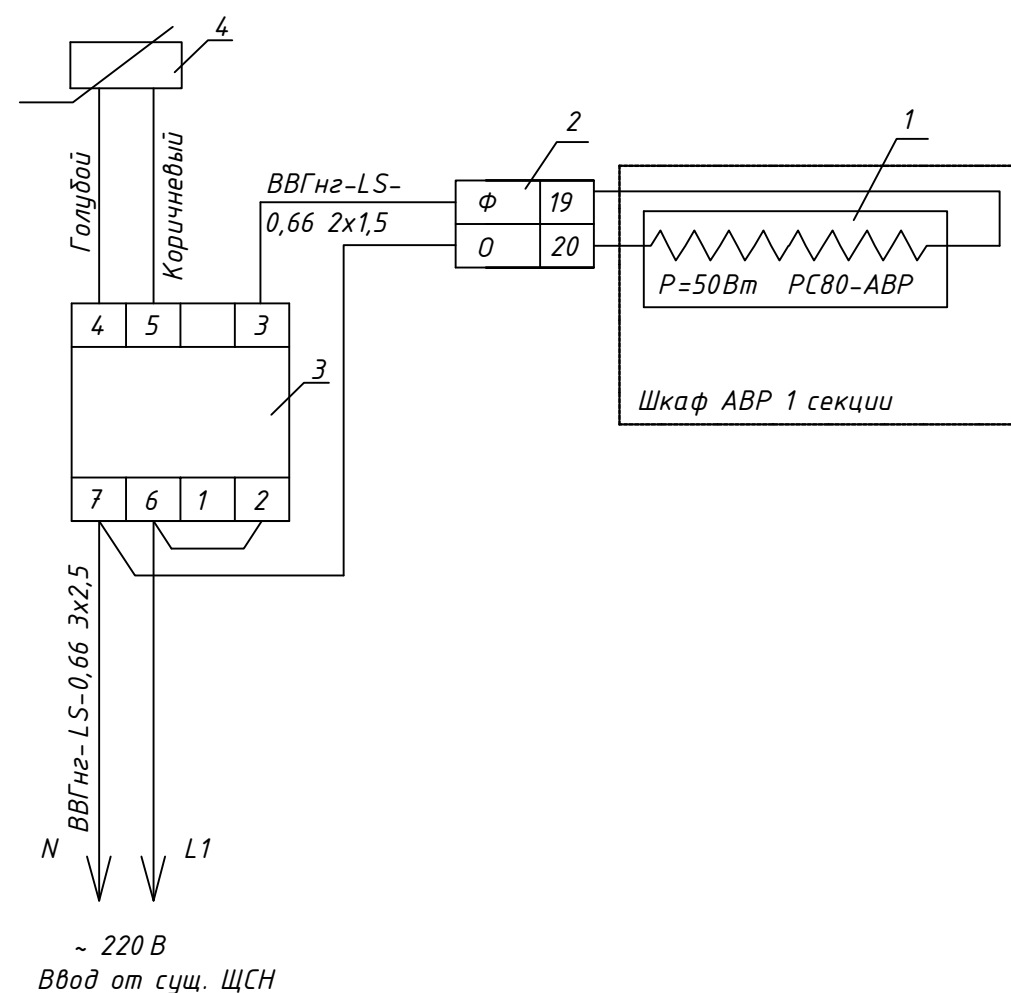 4
Голубой
Коричневый
ВВГнг-LS-
0,66 2х1,5
2
1
Ф 19
О 20
Р=50Вт РС80-АВР
Шкаф АВР 1 секции
4 5 3
3
7 6 1 2
ВВГнг-LS-0,66 3х2,5
N L1
~ 220 В
Ввод от сущ. ЩСН